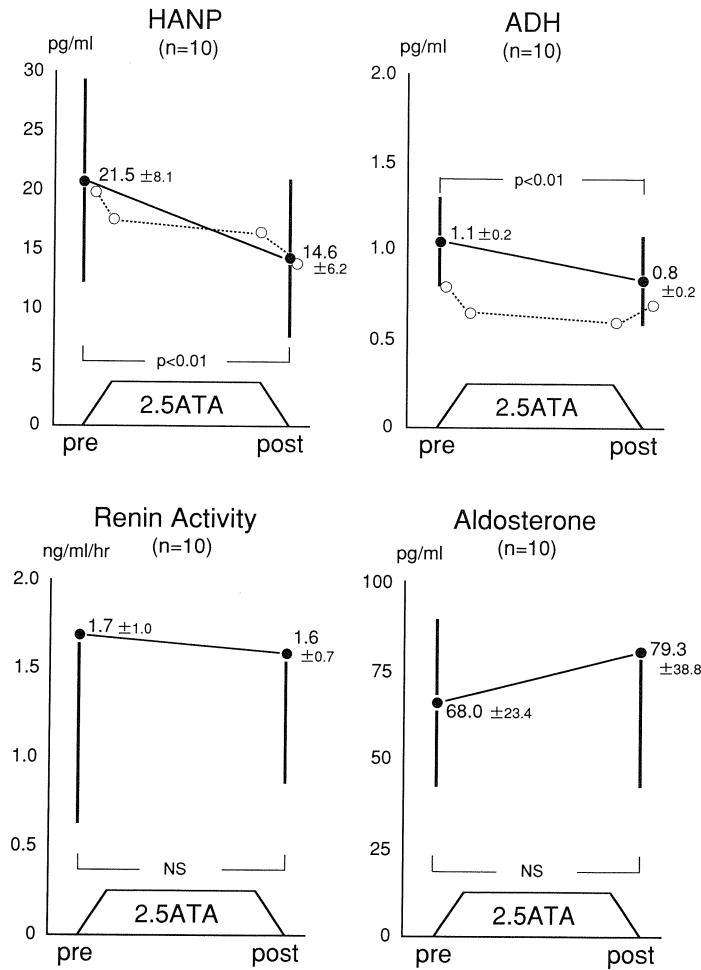 HANP
(n=10)
pg/ml
30
25
20
15
10
5
0
21.5 ±8.1
14.6
±6.2
p<0.01
2.5ATA
pre
post
ADH
(n=10)
pg/ml
2.0
1.5
1.0
0.5
0
p<0.01
1.1±0.2
0.8
±0.2
2.5ATA
pre
post
Renin Activity
(n=10)
ng/ml/hr
2.0
1.5
1.0
0.5
0
1.7 ±1.0
1.6
±0.7
NS
2.5ATA
pre
post
Aldosterone
(n=10)
pg/ml
100
75
50
25
0
68.0 ±23.4
79.3
±38.8
NS
2.5ATA
pre
post